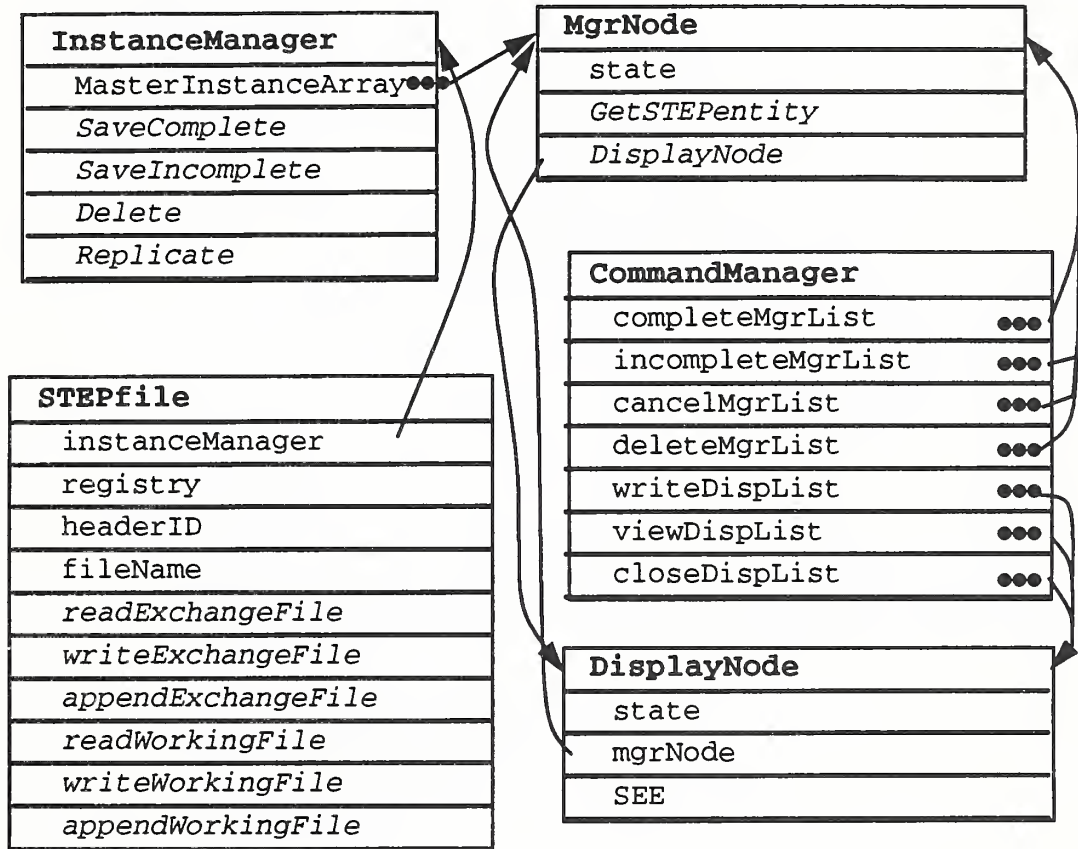 InstanceManager
MasterInstanceArray
SaveComplete
SaveIncomplete
Delete
Replicate
MgrNode
state
GetSTEPentity
DisplayNode
CommandManager
completeMgrList
incompleteMgrList
cancelMgrList
deleteMgrList
writeDispList
viewDispList
closeDispList
STEPfile
instanceManager
registry
headerID
fileName
readExchangeFile
writeExchangeFile
appendExchangeFile
readWorkingFile
writeWorkingFile
appendWorkingFile
DisplayNode
state
mgrNode
SEE